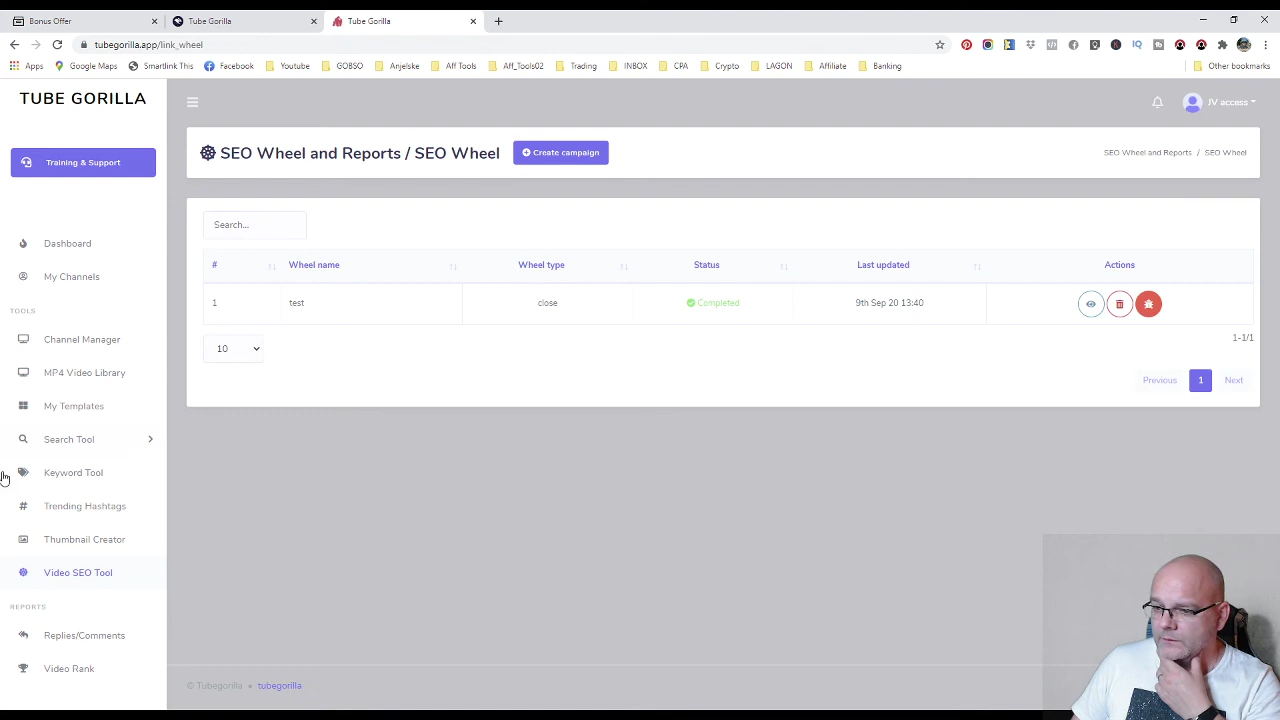 Bonus Offer
Tube Gorilla
Tube Gorilla
tubegorilla.app/link_wheel
Apps
Google Maps
Smartlink This
Facebook
Youtube
GOBSO
Anjelske
Aff Tools
Aff_Tools02
Trading
INBOX
CPA
Crypto
LAGON
Affiliate
Banking
Other bookmarks
TUBE GORILLA
JV access
Training & Support
SEO Wheel and Reports / SEO Wheel
Create campaign
SEO Wheel and Reports / SEO Wheel
Search...
# Wheel name Wheel type Status Last updated Actions
1 test close Completed 9th Sep 20 13:40
10
1-1/1
Previous 1 Next
Dashboard
My Channels
TOOLS
Channel Manager
MP4 Video Library
My Templates
Search Tool
Keyword Tool
# Trending Hashtags
Thumbnail Creator
Video SEO Tool
REPORTS
Replies/Comments
Video Rank
© Tubegorilla • tubegorilla